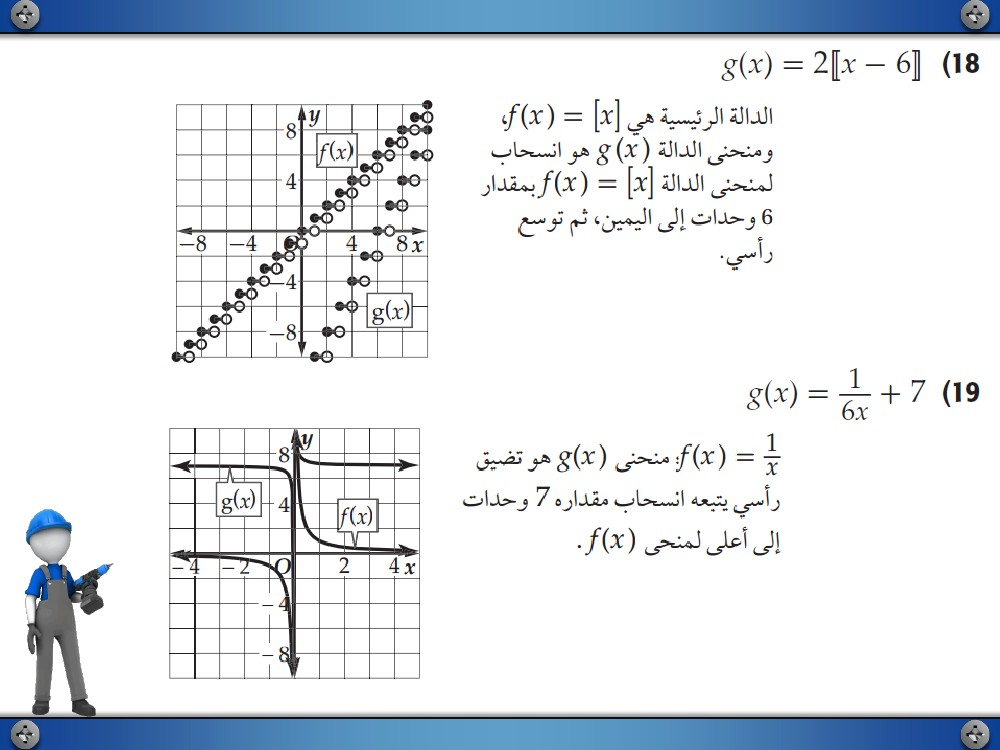 18) g(x) = 2⟦x − 6⟧
الدالة الرئيسية هي f(x) = [x]،
ومنحنى الدالة g(x) هو انسحاب
لمنحنى الدالة f(x) = [x] بمقدار
6 وحدات إلى اليمين، ثم توسع
رأسي.
y
8
f(x)
4
−8 −4 O 4 8 x
−4
g(x)
−8
19) g(x) = 1/6x + 7
f(x) = 1/x؛ منحنى g(x) هو تضيق
رأسي يتبعه انسحاب مقداره 7 وحدات
إلى أعلى لمنحى f(x).
y
8
g(x)
4
f(x)
−4 −2 O 2 4 x
−4
−8